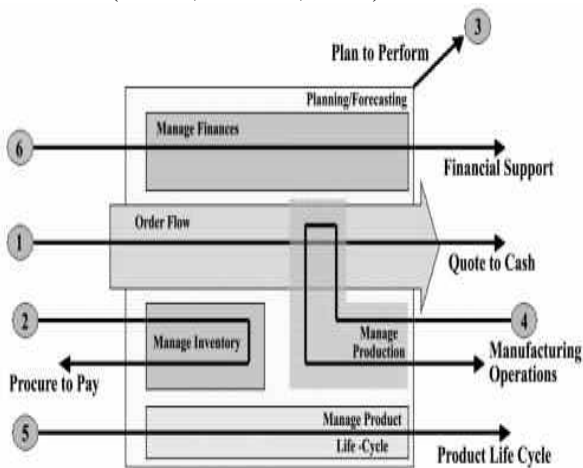 3
Plan to Perform
Planning/Forecasting
Manage Finances
6
Financial Support
Order Flow
1
Quote to Cash
2
4
Manage Inventory
Manage
Production
Manufacturing
Operations
Procure to Pay
5
Manage Product
Life -Cycle
Product Life Cycle